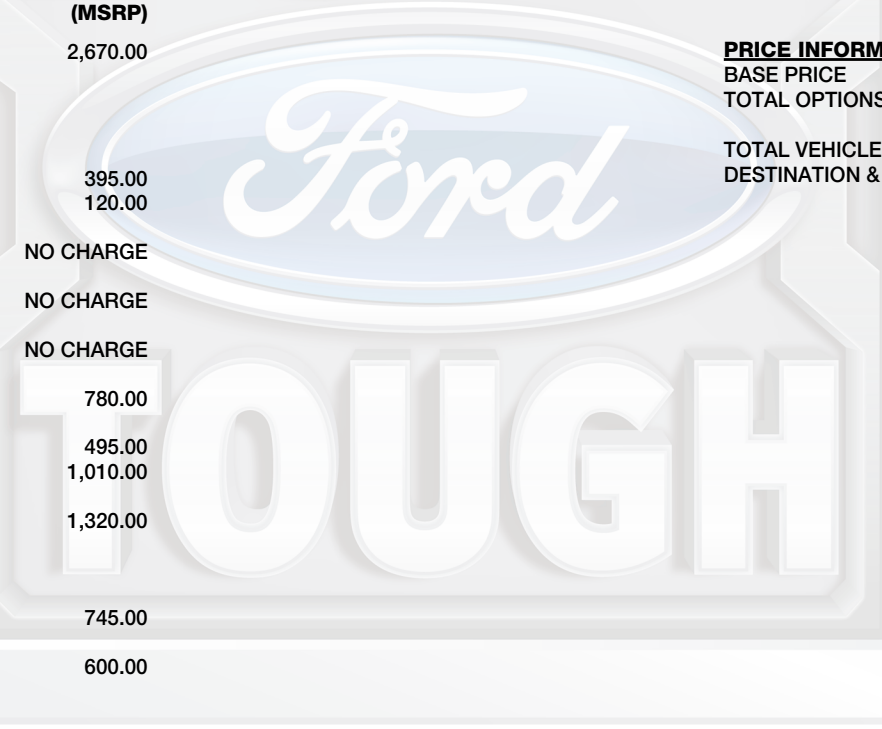 (MSRP)
2,670.00
395.00
120.00
NO CHARGE
NO CHARGE
NO CHARGE
780.00
495.00
1,010.00
1,320.00
745.00
600.00
PRICE INFORM
BASE PRICE
TOTAL OPTIONS
TOTAL VEHICLE
DESTINATION &
Ford
TOUGH